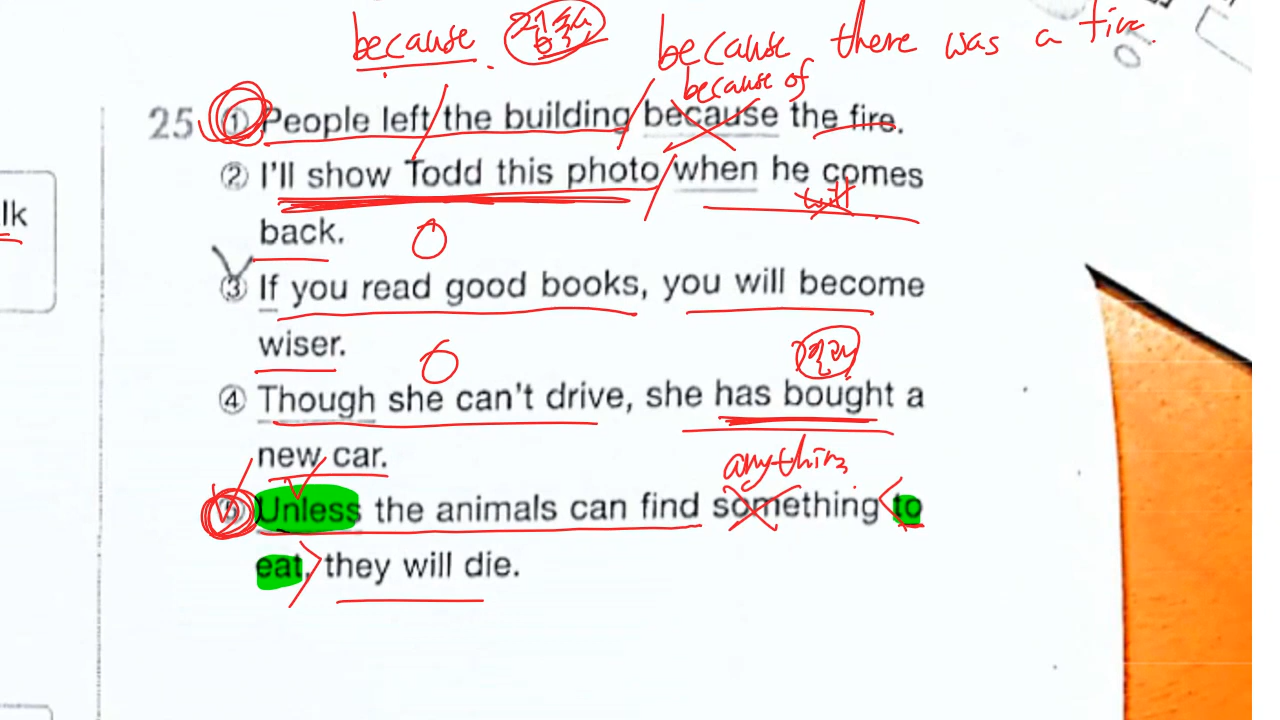 because 접속사
because there was a fire.
because of
25 ① People left the building because the fire.
② I'll show Todd this photo when he comes
will
back.
③ If you read good books, you will become
wiser.
④ Though she can't drive, she has bought a
new car.
anything
⑤ Unless the animals can find something to
eat, they will die.
lk